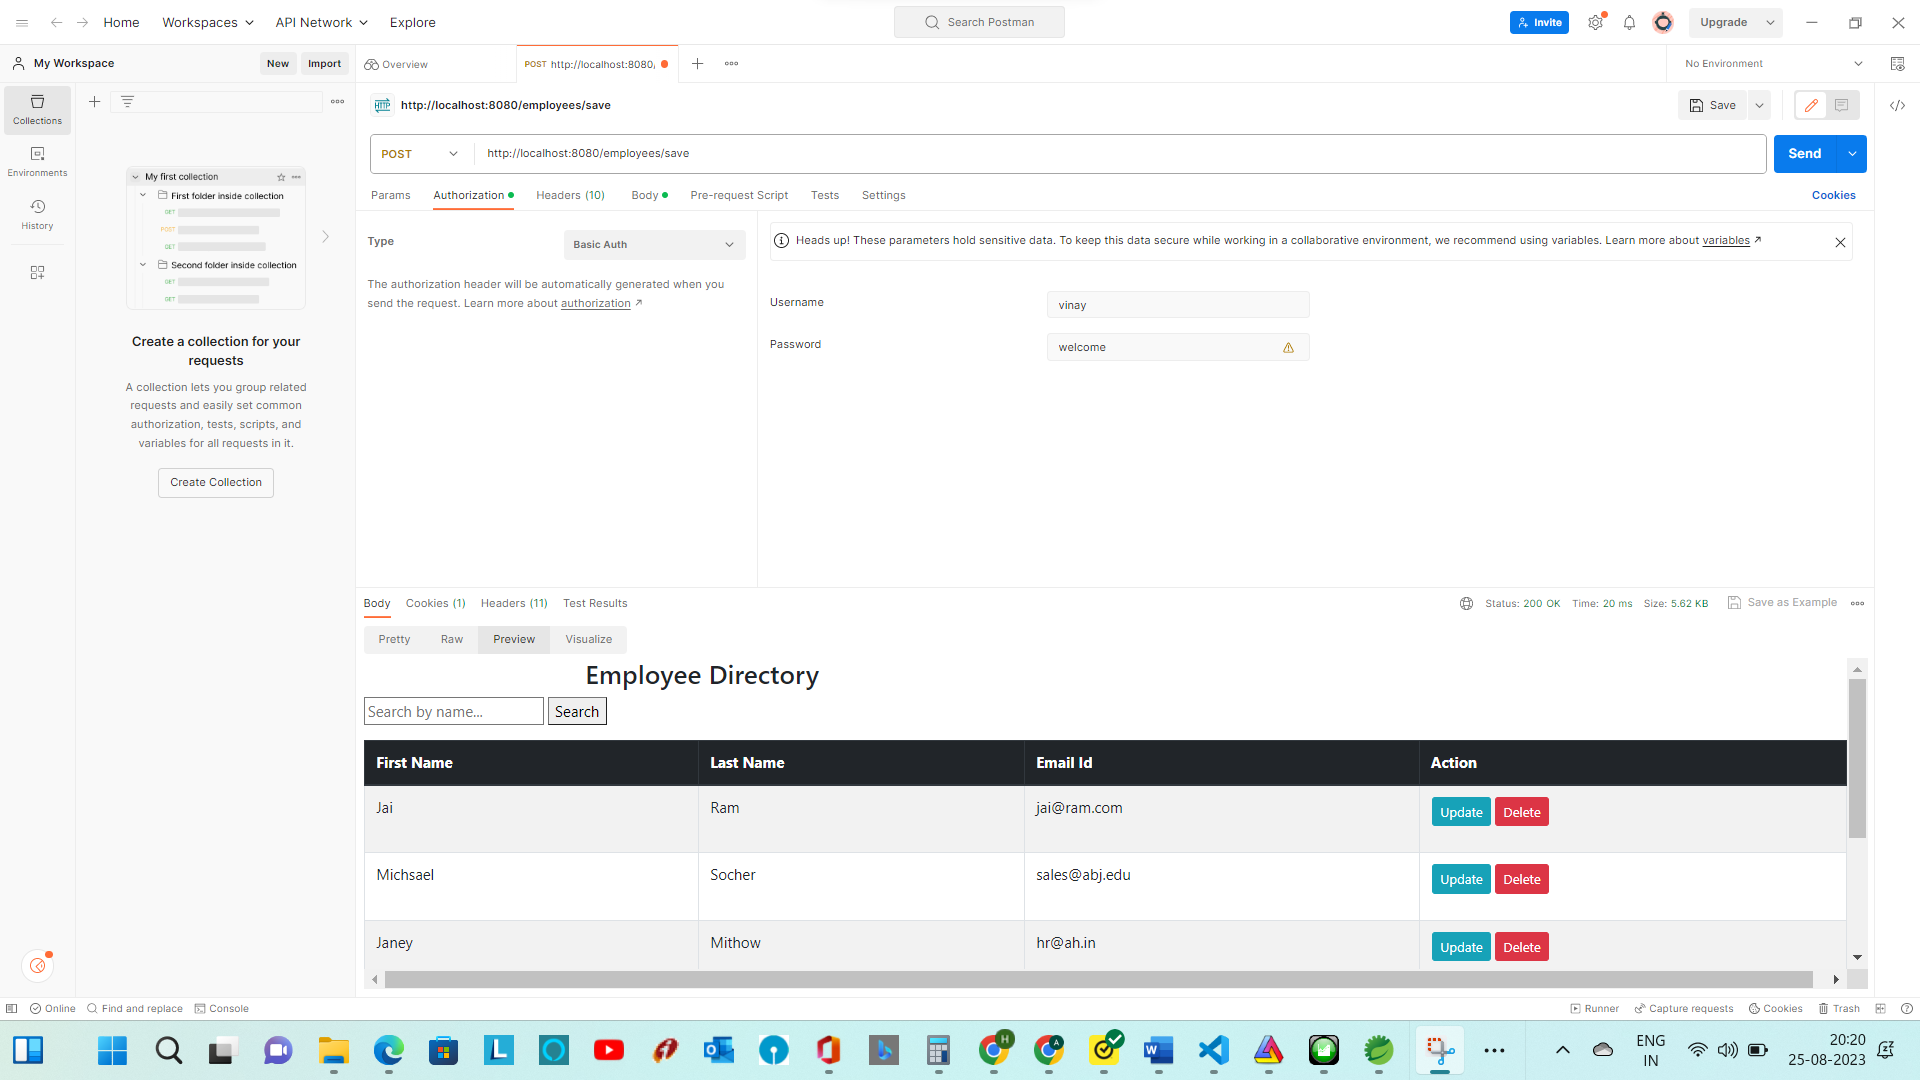 Home Workspaces API Network Explore Search Postman Invite Upgrade
My Workspace New Import Overview POST http://localhost:8080, No Environment
HTTP http://localhost:8080/employees/save Save
Collections
Environments
History
My first collection
First folder inside collection
GET
POST
GET
Second folder inside collection
GET
GET
Create a collection for your
requests
A collection lets you group related
requests and easily set common
authorization, tests, scripts, and
variables for all requests in it.
Create Collection
POST http://localhost:8080/employees/save Send
Params Authorization Headers (10) Body Pre-request Script Tests Settings Cookies
Type Basic Auth
The authorization header will be automatically generated when you
send the request. Learn more about authorization ↗
Heads up! These parameters hold sensitive data. To keep this data secure while working in a collaborative environment, we recommend using variables. Learn more about variables ↗
Username vinay
Password welcome
Body Cookies (1) Headers (11) Test Results Status: 200 OK Time: 20 ms Size: 5.62 KB Save as Example
Pretty Raw Preview Visualize
Employee Directory
Search by name... Search
First Name Last Name Email Id Action
Jai Ram jai@ram.com Update Delete
Michsael Socher sales@abj.edu Update Delete
Janey Mithow hr@ah.in Update Delete
Online Find and replace Console Runner Capture requests Cookies Trash
ENG
IN
20:20
25-08-2023